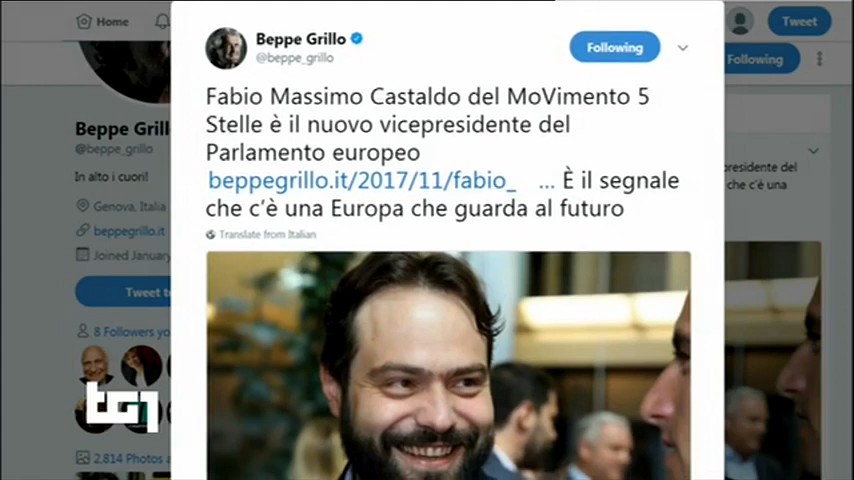 Home
Tweet
Beppe Grillo
@beppe_grillo
Following
Following
Fabio Massimo Castaldo del MoVimento 5
Stelle è il nuovo vicepresidente del
Parlamento europeo
beppegrillo.it/2017/11/fabio_ ... È il segnale
che c'è una Europa che guarda al futuro
Translate from Italian
Beppe Grill
@beppe_grillo
In alto i cuori!
Genova, Italia
beppegrillo.it
Joined January
Tweet to
8 Followers yo
2,814 Photos a
presidente del
che c'è una
tg1